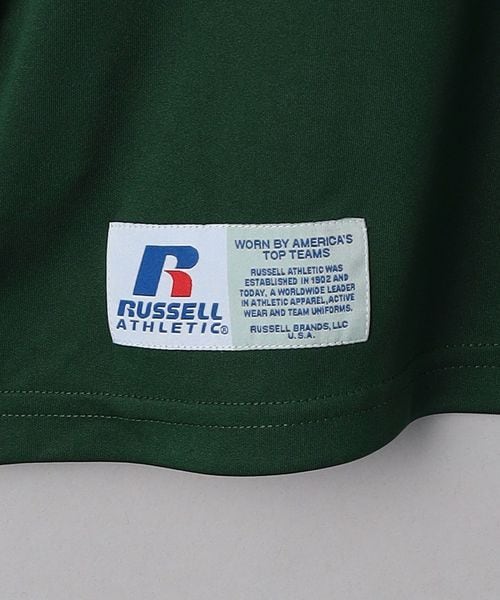 R
RUSSELL
ATHLETIC®
WORN BY AMERICA'S
TOP TEAMS
RUSSELL ATHLETIC WAS
ESTABLISHED IN 1902 AND
TODAY, A WORLDWIDE LEADER
IN ATHLETIC APPAREL, ACTIVE
WEAR AND TEAM UNIFORMS.
RUSSELL BRANDS, LLC
U.S.A.